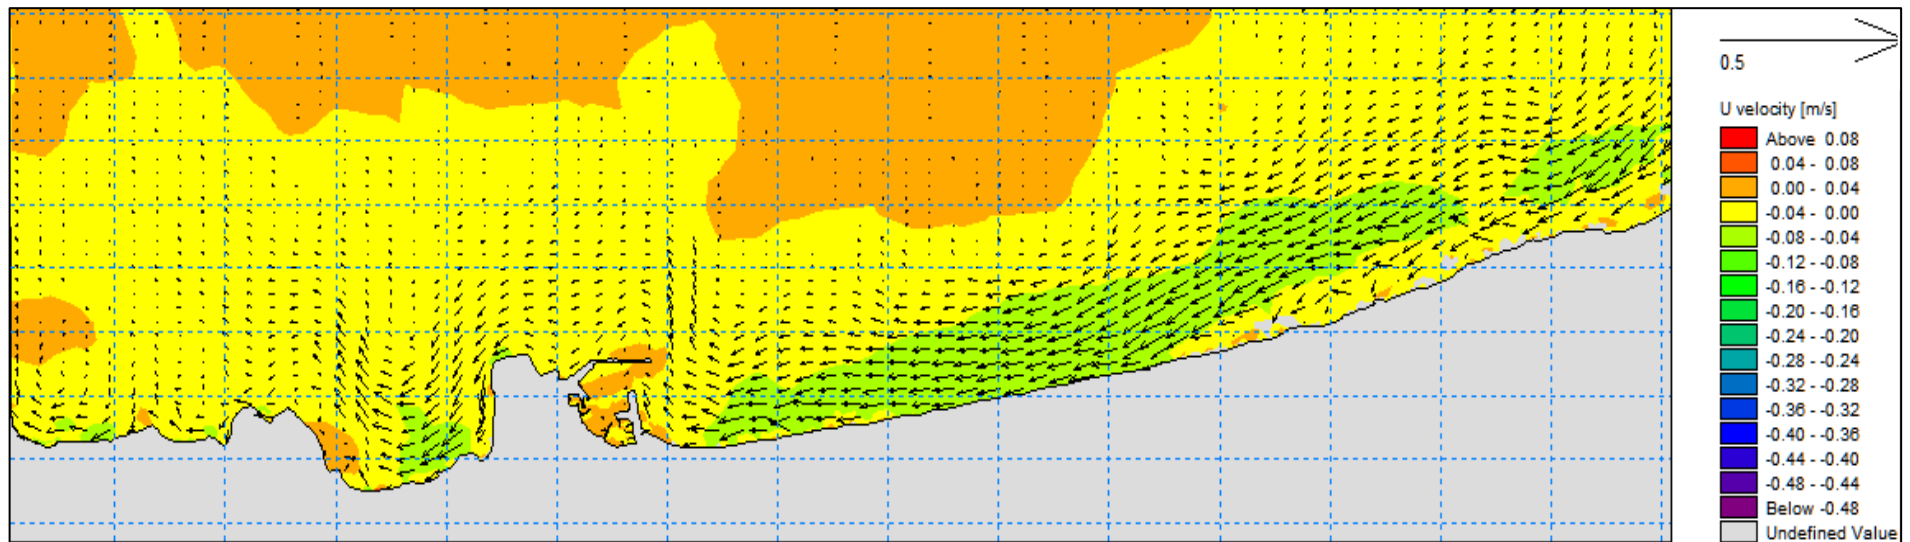 0.5
U velocity [m/s]
Above 0.08
0.04 - 0.08
0.00 - 0.04
-0.04 - 0.00
-0.08 - -0.04
-0.12 - -0.08
-0.16 - -0.12
-0.20 - -0.16
-0.24 - -0.20
-0.28 - -0.24
-0.32 - -0.28
-0.36 - -0.32
-0.40 - -0.36
-0.44 - -0.40
-0.48 - -0.44
Below -0.48
Undefined Value